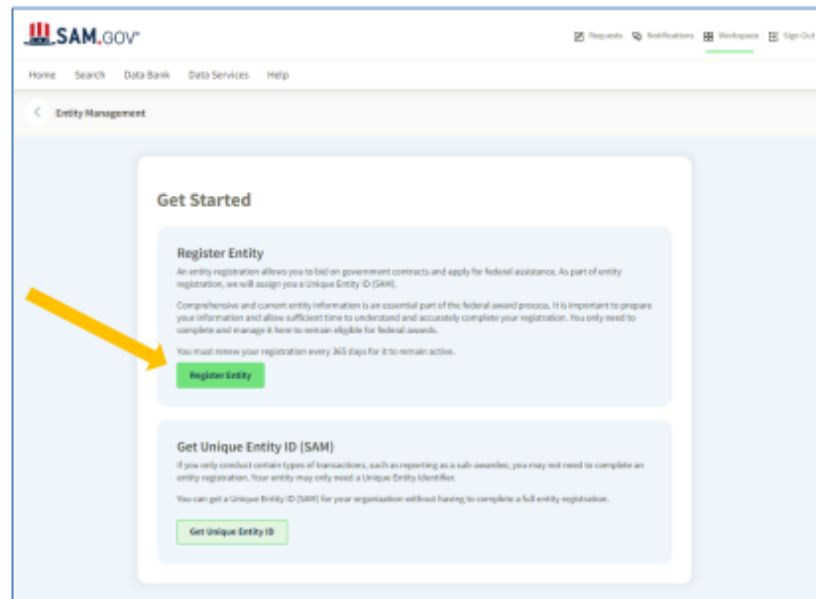 SAM.GOV®
Requests Notifications Workspace Sign Out
Home Search Data Bank Data Services Help
Entity Management
Get Started
Register Entity
An entity registration allows you to bid on government contracts and apply for federal assistance. As part of entity
registration, we will assign you a Unique Entity ID (SAM).
Comprehensive and current entity information is an essential part of the federal award process. It is important to prepare
your information and allow sufficient time to understand and accurately complete your registration. You only need to
complete and manage it here to remain eligible for federal awards.
You must renew your registration every 365 days for it to remain active.
Register Entity
Get Unique Entity ID (SAM)
If you only conduct certain types of transactions, such as reporting as a sub-awardee, you may not need to complete an
entity registration. Your entity may only need a Unique Entity Identifier.
You can get a Unique Entity ID (SAM) for your organization without having to complete a full entity registration.
Get Unique Entity ID